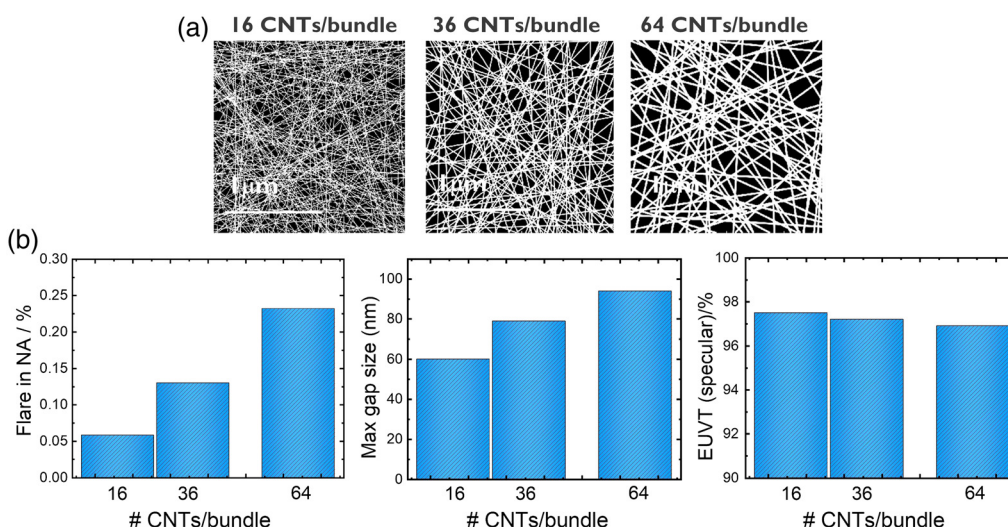 (a)
16 CNTs/bundle
36 CNTs/bundle
64 CNTs/bundle
1µm
1µm
1µm
(b)
Flare in NA / %
0.30
0.25
0.20
0.15
0.10
0.05
0.00
16
36
64
# CNTs/bundle
Max gap size (nm)
100
80
60
40
20
0
16
36
64
# CNTs/bundle
EUVT (specular)/%
100
98
96
94
92
90
16
36
64
# CNTs/bundle